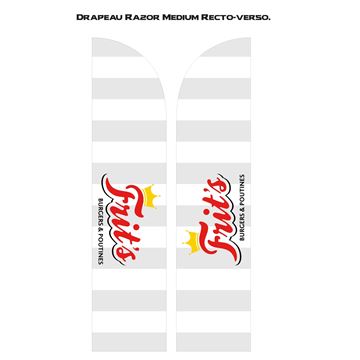 Drapeau Razor Medium Recto-verso.
Frit's
BURGERS & POUTINES
Frit's
BURGERS & POUTINES